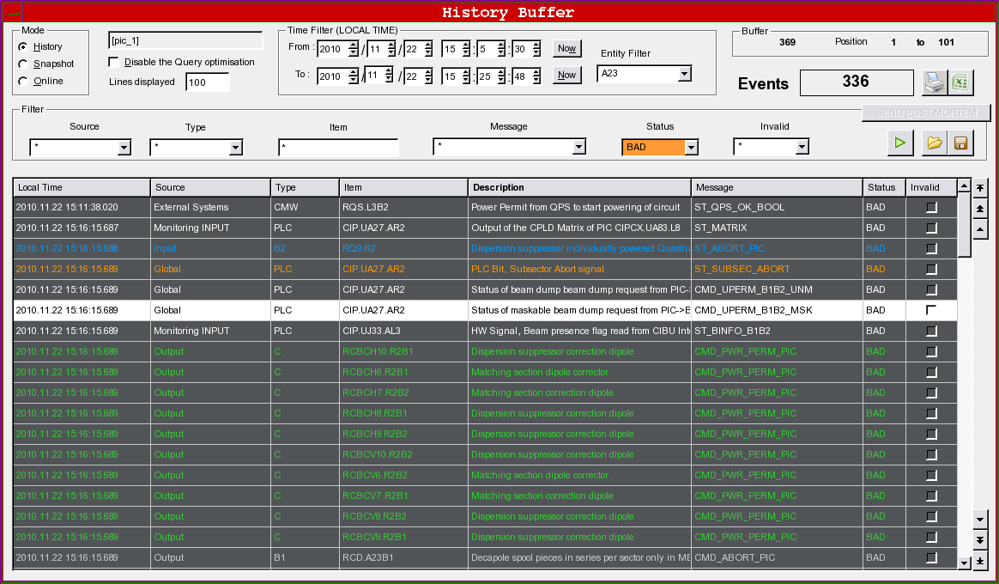 History Buffer
Mode
History
Snapshot
Online
[pic_1]
Disable the Query optimisation
Lines displayed 100
Time Filter (LOCAL TIME)
From : 2010 / 11 / 22 15 : 5 : 30 Now
To : 2010 / 11 / 22 15 : 25 : 48 Now
Entity Filter
A23
Buffer
369 Position 1 to 101
Events 336
SEND POST MORTEM
Filter
Source Type Item Message Status Invalid
* * * * BAD *
Local Time Source Type Item Description Message Status Invalid
2010.11.22 15:11:38.020 External Systems CMW RQS.L3B2 Power Permit from QPS to start powering of circuit ST_QPS_OK_BOOL BAD
2010.11.22 15:16:15.687 Monitoring INPUT PLC CIP.UA27.AR2 Output of the CPLD Matrix of PIC CIPCX.UA83.L8 ST_MATRIX BAD
2010.11.22 15:16:15.688 Input B2 RQ9.R2 Dispersion suppressor individually powered Quadru ST_ABORT_PIC BAD
2010.11.22 15:16:15.689 Global PLC CIP.UA27.AR2 PLC Bit, Subsector Abort signal ST_SUBSEC_ABORT BAD
2010.11.22 15:16:15.689 Global PLC CIP.UA27.AR2 Status of beam dump beam dump request from PIC-> CMD_UPERM_B1B2_UNM BAD
2010.11.22 15:16:15.689 Global PLC CIP.UA27.AR2 Status of maskable beam dump request from PIC->B CMD_UPERM_B1B2_MSK BAD
2010.11.22 15:16:15.689 Monitoring INPUT PLC CIP.UJ33.AL3 HW Signal, Beam presence flag read from CIBU Inte ST_BINFO_B1B2 BAD
2010.11.22 15:16:15.689 Output C RCBCH10.R2B1 Dispersion suppressor correction dipole CMD_PWR_PERM_PIC BAD
2010.11.22 15:16:15.689 Output C RCBCH6.R2B1 Matching section dipole corrector CMD_PWR_PERM_PIC BAD
2010.11.22 15:16:15.689 Output C RCBCH7.R2B2 Matching section correction dipole CMD_PWR_PERM_PIC BAD
2010.11.22 15:16:15.689 Output C RCBCH8.R2B1 Dispersion suppressor correction dipole CMD_PWR_PERM_PIC BAD
2010.11.22 15:16:15.689 Output C RCBCH9.R2B2 Dispersion suppressor correction dipole CMD_PWR_PERM_PIC BAD
2010.11.22 15:16:15.689 Output C RCBCV10.R2B2 Dispersion suppressor correction dipole CMD_PWR_PERM_PIC BAD
2010.11.22 15:16:15.689 Output C RCBCV6.R2B2 Matching section dipole corrector CMD_PWR_PERM_PIC BAD
2010.11.22 15:16:15.689 Output C RCBCV7.R2B1 Matching section correction dipole CMD_PWR_PERM_PIC BAD
2010.11.22 15:16:15.689 Output C RCBCV8.R2B2 Dispersion suppressor correction dipole CMD_PWR_PERM_PIC BAD
2010.11.22 15:16:15.689 Output C RCBCV9.R2B1 Dispersion suppressor correction dipole CMD_PWR_PERM_PIC BAD
2010.11.22 15:16:15.689 Output B1 RCD.A23B1 Decapole spool pieces in series per sector only in ME CMD_ABORT_PIC BAD